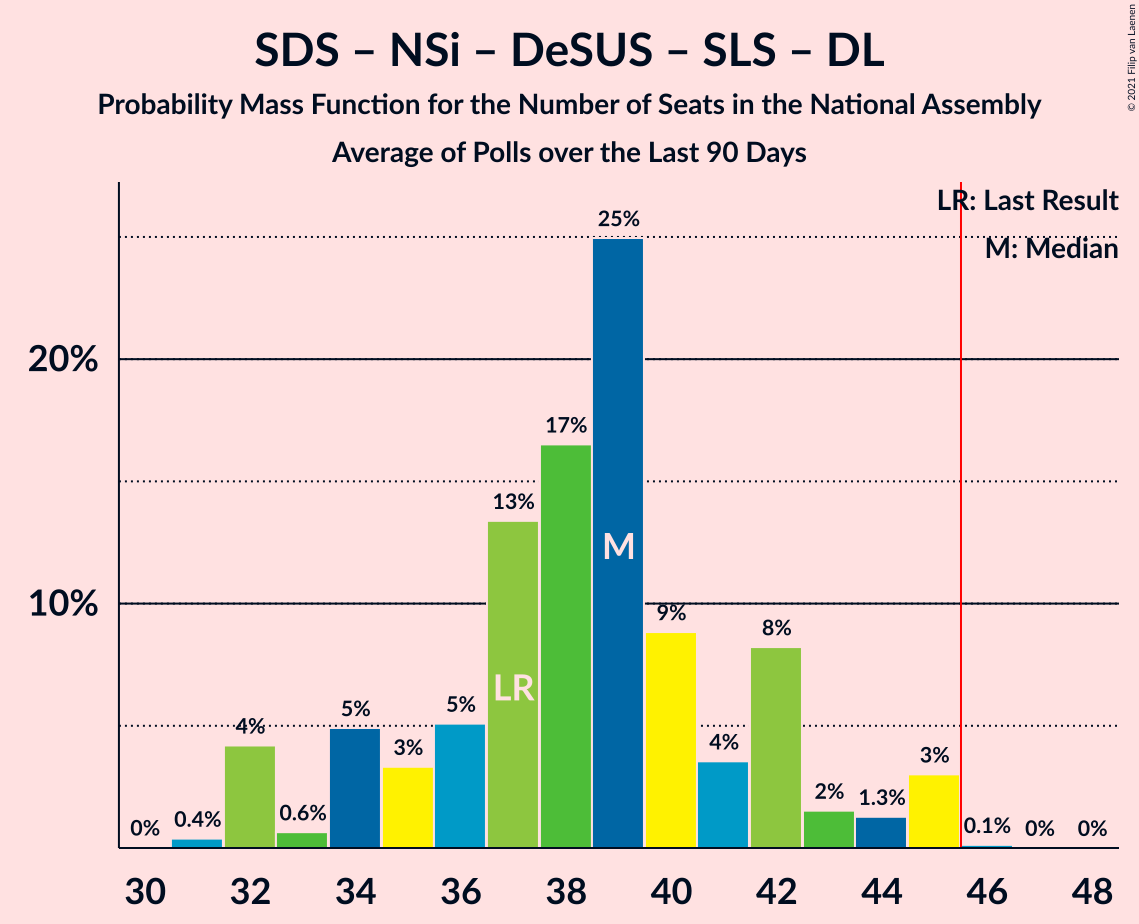 SDS – NSi – DeSUS – SLS – DL
Probability Mass Function for the Number of Seats in the National Assembly
Average of Polls over the Last 90 Days
© 2021 Filip van Laenen
LR: Last Result
M: Median
20%
10%
0%
0.4%
4%
0.6%
5%
3%
5%
13%
17%
25%
9%
4%
8%
2%
1.3%
3%
0.1%
0%
0%
LR
M
30 32 34 36 38 40 42 44 46 48